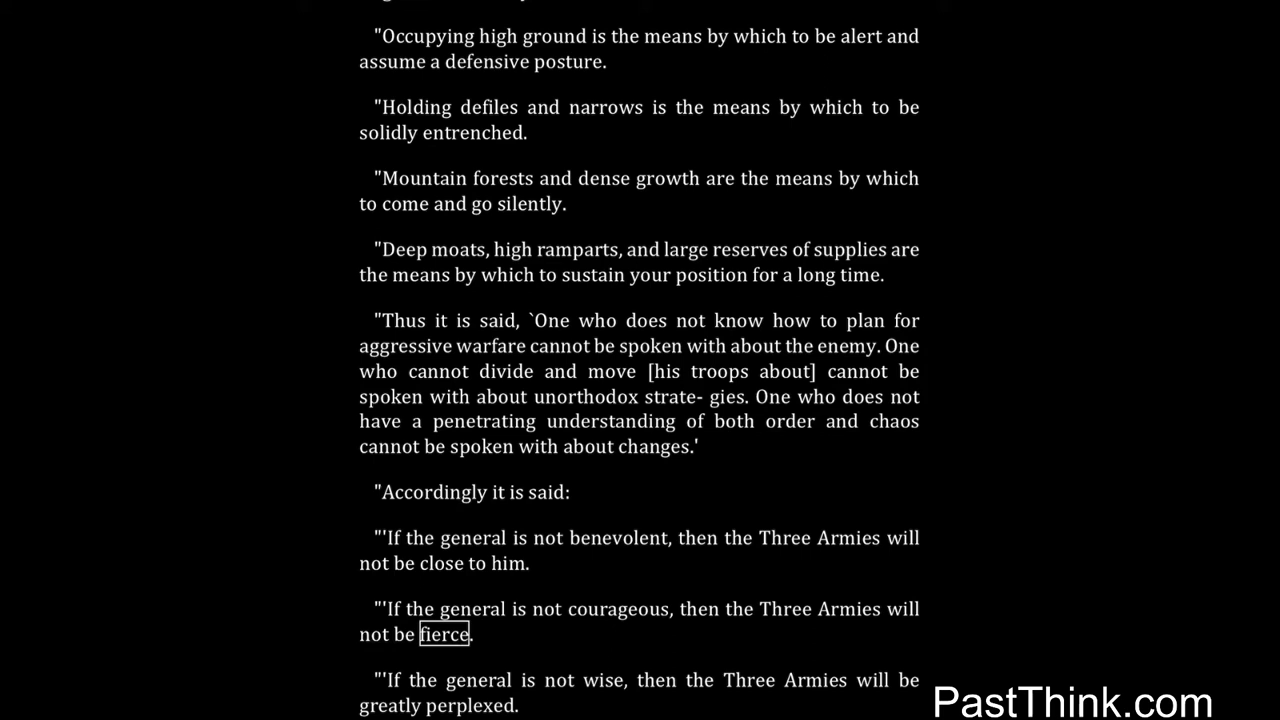 "Occupying high ground is the means by which to be alert and
assume a defensive posture.
"Holding defiles and narrows is the means by which to be
solidly entrenched.
"Mountain forests and dense growth are the means by which
to come and go silently.
"Deep moats, high ramparts, and large reserves of supplies are
the means by which to sustain your position for a long time.
"Thus it is said, `One who does not know how to plan for
aggressive warfare cannot be spoken with about the enemy. One
who cannot divide and move [his troops about] cannot be
spoken with about unorthodox strate- gies. One who does not
have a penetrating understanding of both order and chaos
cannot be spoken with about changes.'
"Accordingly it is said:
"'If the general is not benevolent, then the Three Armies will
not be close to him.
"'If the general is not courageous, then the Three Armies will
not be fierce.
"'If the general is not wise, then the Three Armies will be
greatly perplexed.
PastThink.com